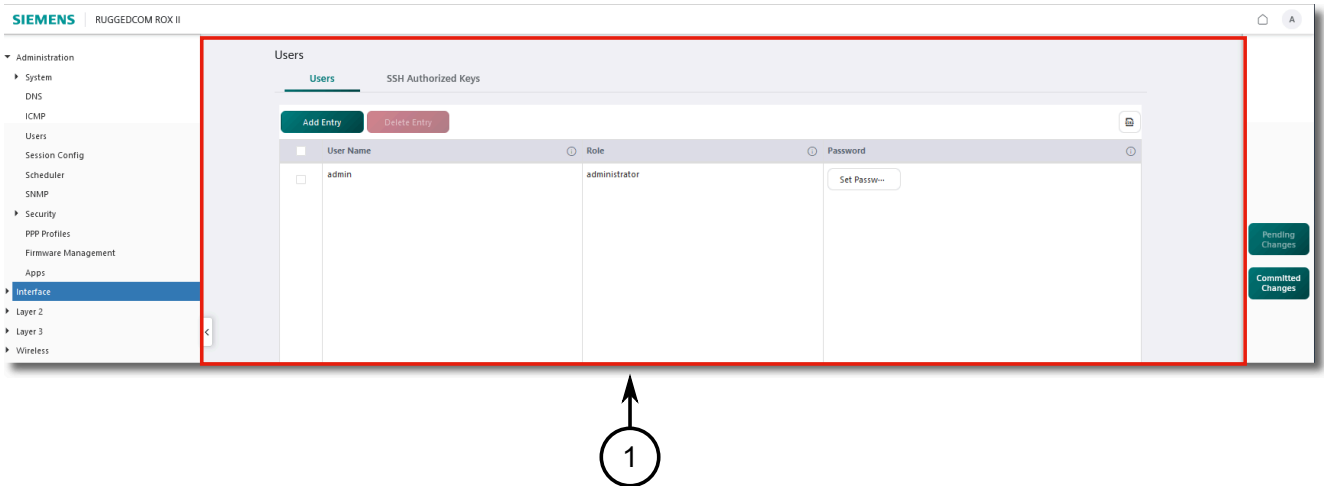 SIEMENS RUGGEDCOM ROX II A
Administration
System
DNS
ICMP
Users
Session Config
Scheduler
SNMP
Security
PPP Profiles
Firmware Management
Apps
Interface
Layer 2
Layer 3
Wireless
Users
Users SSH Authorized Keys
Add Entry Delete Entry
User Name Role Password
admin administrator Set Passw···
Pending
Changes
Committed
Changes
1